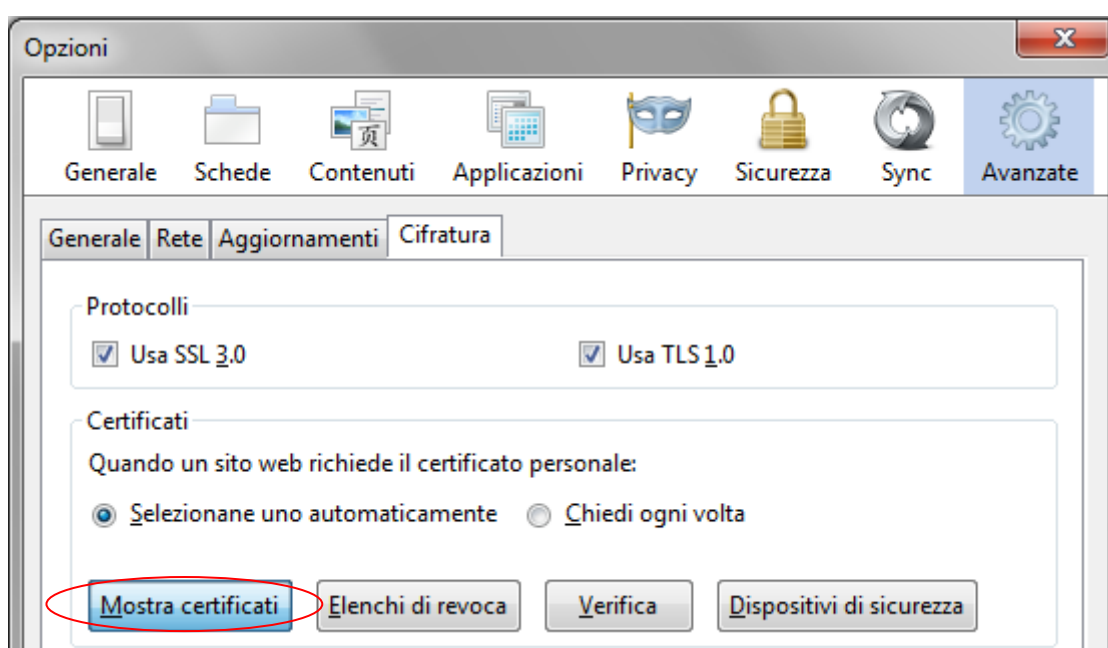 Opzioni
x
页
Generale Schede Contenuti Applicazioni Privacy Sicurezza Sync Avanzate
Generale Rete Aggiornamenti Cifratura
Protocolli
Usa SSL 3.0 Usa TLS 1.0
Certificati
Quando un sito web richiede il certificato personale:
Selezionane uno automaticamente Chiedi ogni volta
Mostra certificati Elenchi di revoca Verifica Dispositivi di sicurezza